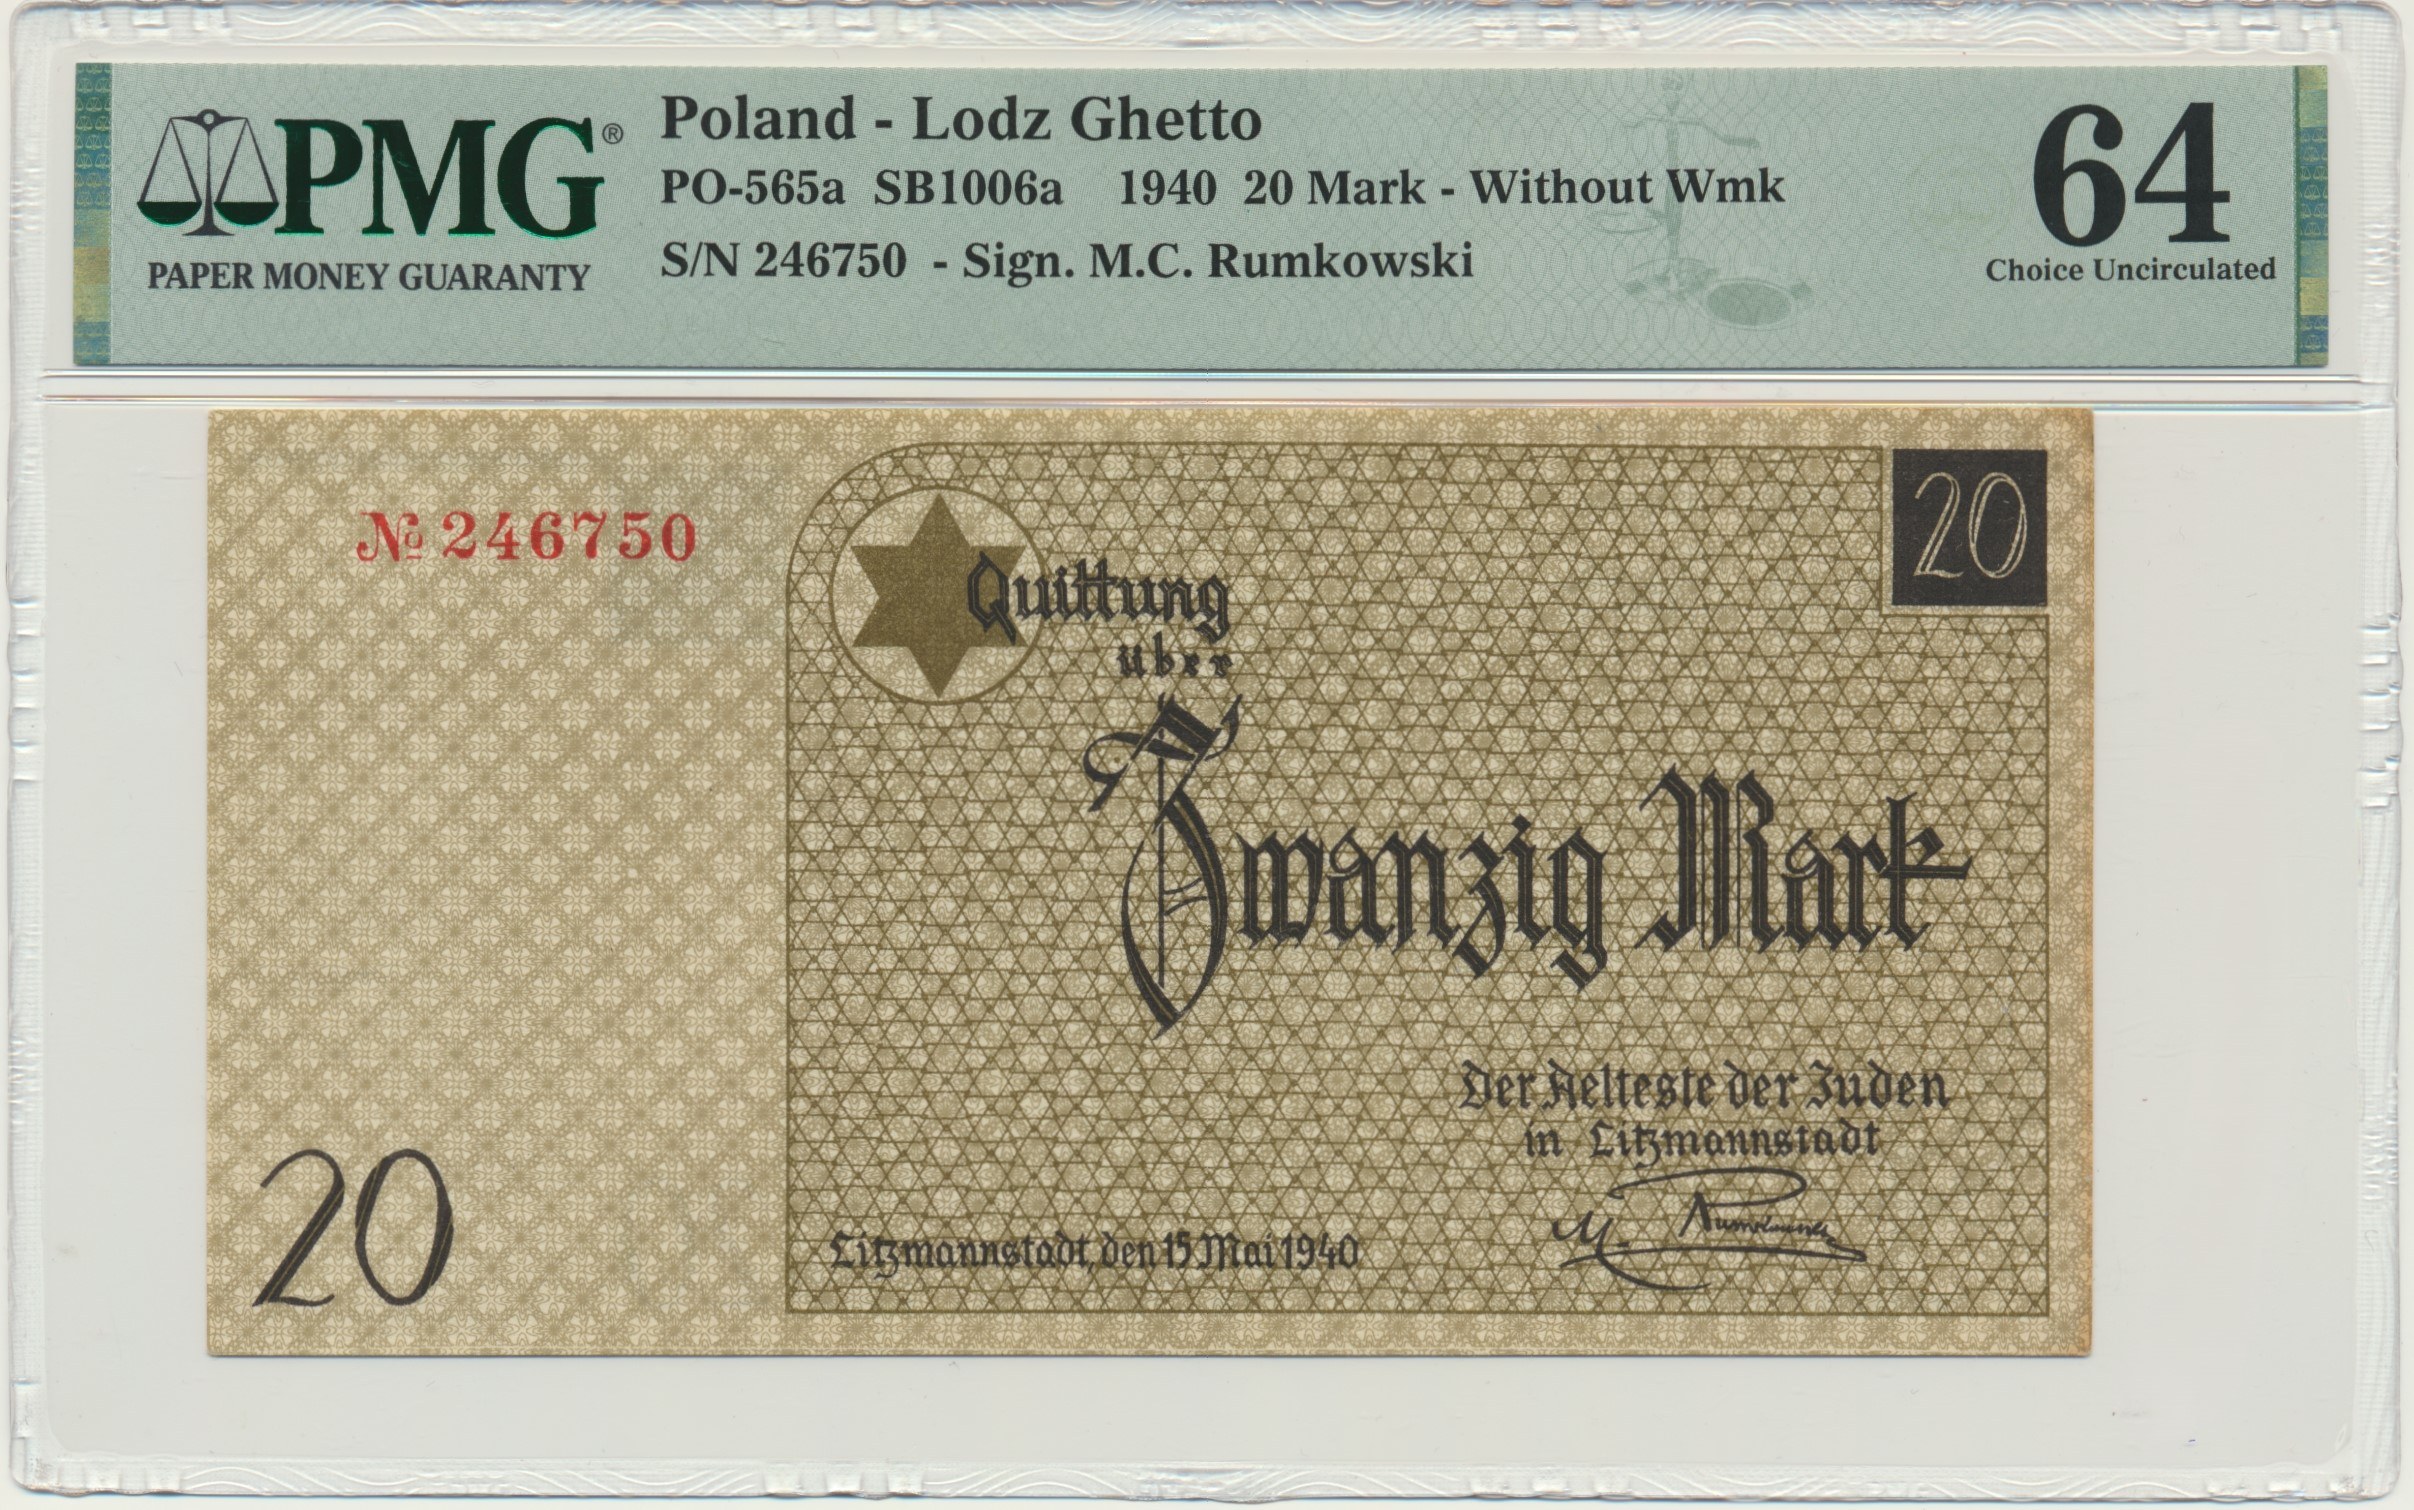 PMG®
PAPER MONEY GUARANTY
Poland - Lodz Ghetto
PO-565a SB1006a 1940 20 Mark - Without Wmk
S/N 246750 - Sign. M.C. Rumkowski
64
Choice Uncirculated
№ 246750
20
Quittung
über
Zwanzig Mark
Der Aelteste der Juden
in Litzmannstadt
M. Rumkowski
Litzmannstadt, den 15 Mai 1940
20